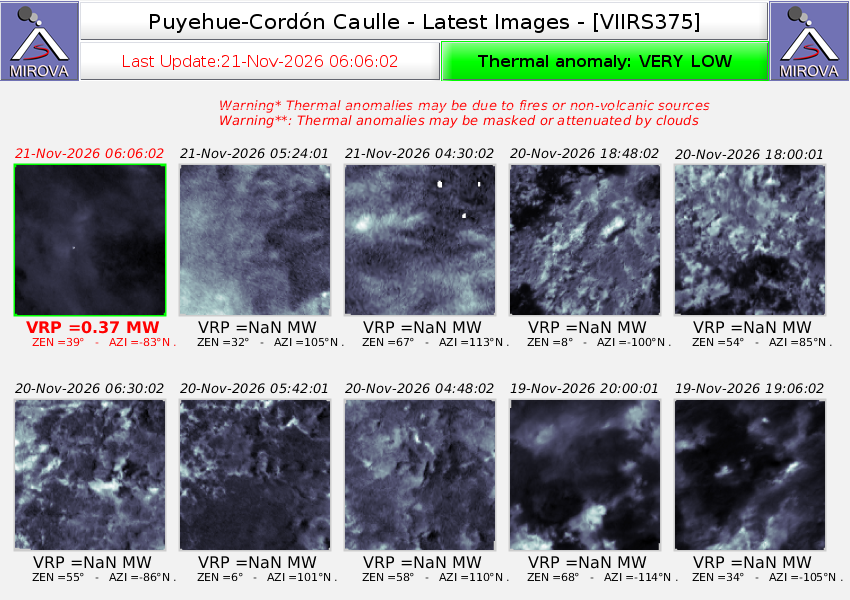 Puyehue-Cordón Caulle - Latest Images - [VIIRS375]
MIROVA
Last Update:21-Nov-2026 06:06:02
Thermal anomaly: VERY LOW
MIROVA
Warning* Thermal anomalies may be due to fires or non-volcanic sources
Warning**: Thermal anomalies may be masked or attenuated by clouds
21-Nov-2026 06:06:02 21-Nov-2026 05:24:01 21-Nov-2026 04:30:02 20-Nov-2026 18:48:02 20-Nov-2026 18:00:01
VRP =0.37 MW VRP =NaN MW VRP =NaN MW VRP =NaN MW VRP =NaN MW
ZEN =39° - AZI =-83°N . ZEN =32° - AZI =105°N . ZEN =67° - AZI =113°N . ZEN =8° - AZI =-100°N . ZEN =54° - AZI =85°N .
20-Nov-2026 06:30:02 20-Nov-2026 05:42:01 20-Nov-2026 04:48:02 19-Nov-2026 20:00:01 19-Nov-2026 19:06:02
VRP =NaN MW VRP =NaN MW VRP =NaN MW VRP =NaN MW VRP =NaN MW
ZEN =55° - AZI =-86°N . ZEN =6° - AZI =101°N . ZEN =58° - AZI =110°N . ZEN =68° - AZI =-114°N . ZEN =34° - AZI =-105°N .